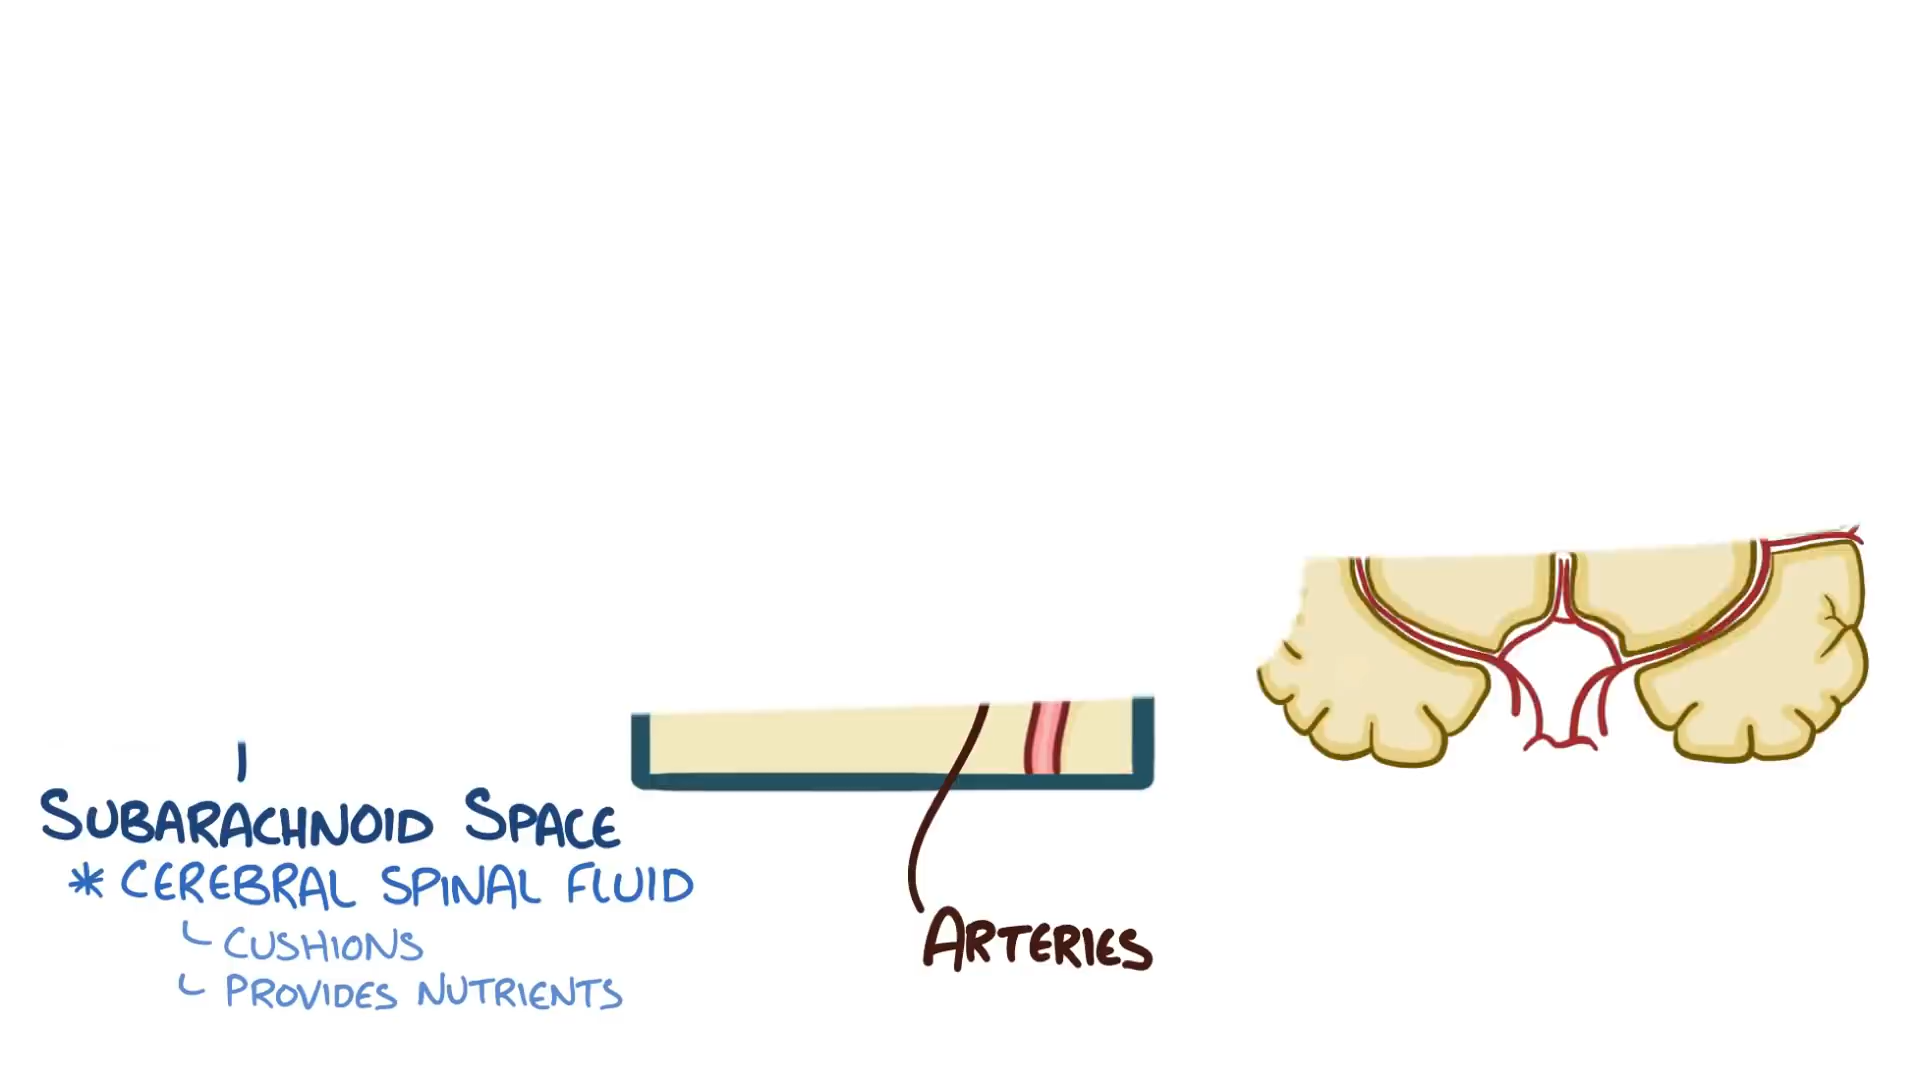 SUBARACHNOID SPACE
* CEREBRAL SPINAL FLUID
CUSHIONS
PROVIDES NUTRIENTS
ARTERIES